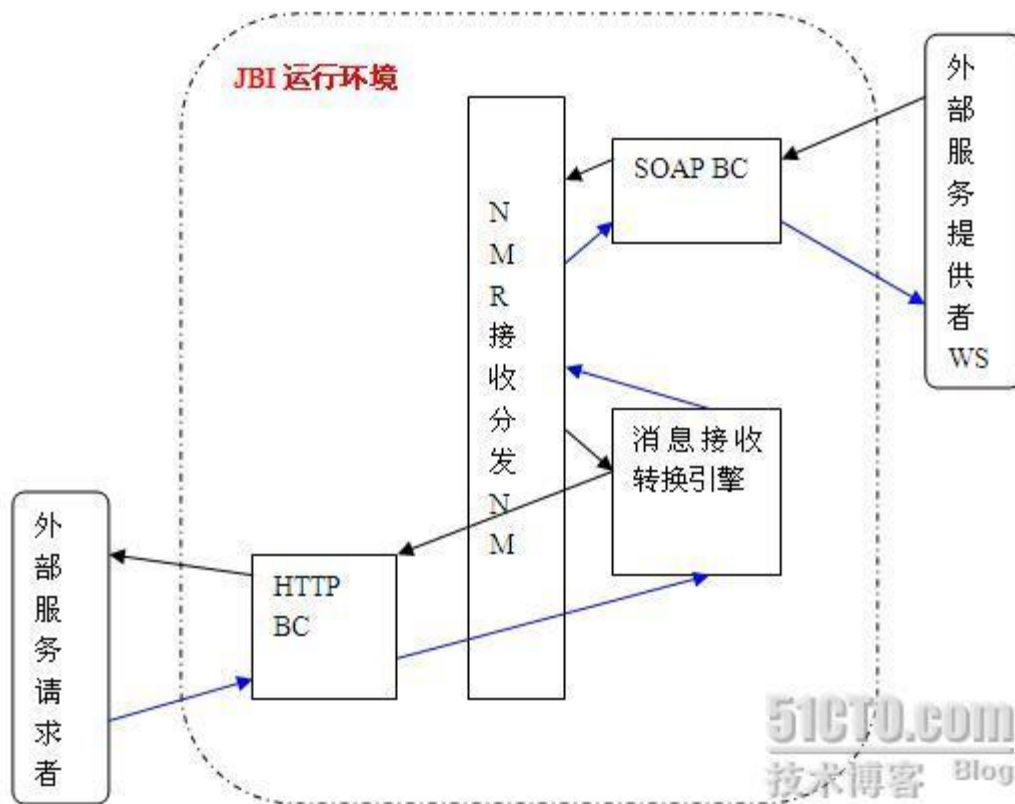 JBI 运行环境
外
部
服
务
提
供
者
WS
SOAP BC
N
M
R
接
收
分
发
N
M
消息接收
转换引擎
外
部
服
务
请
求
者
HTTP
BC
51CTO.com
技术博客 Blog